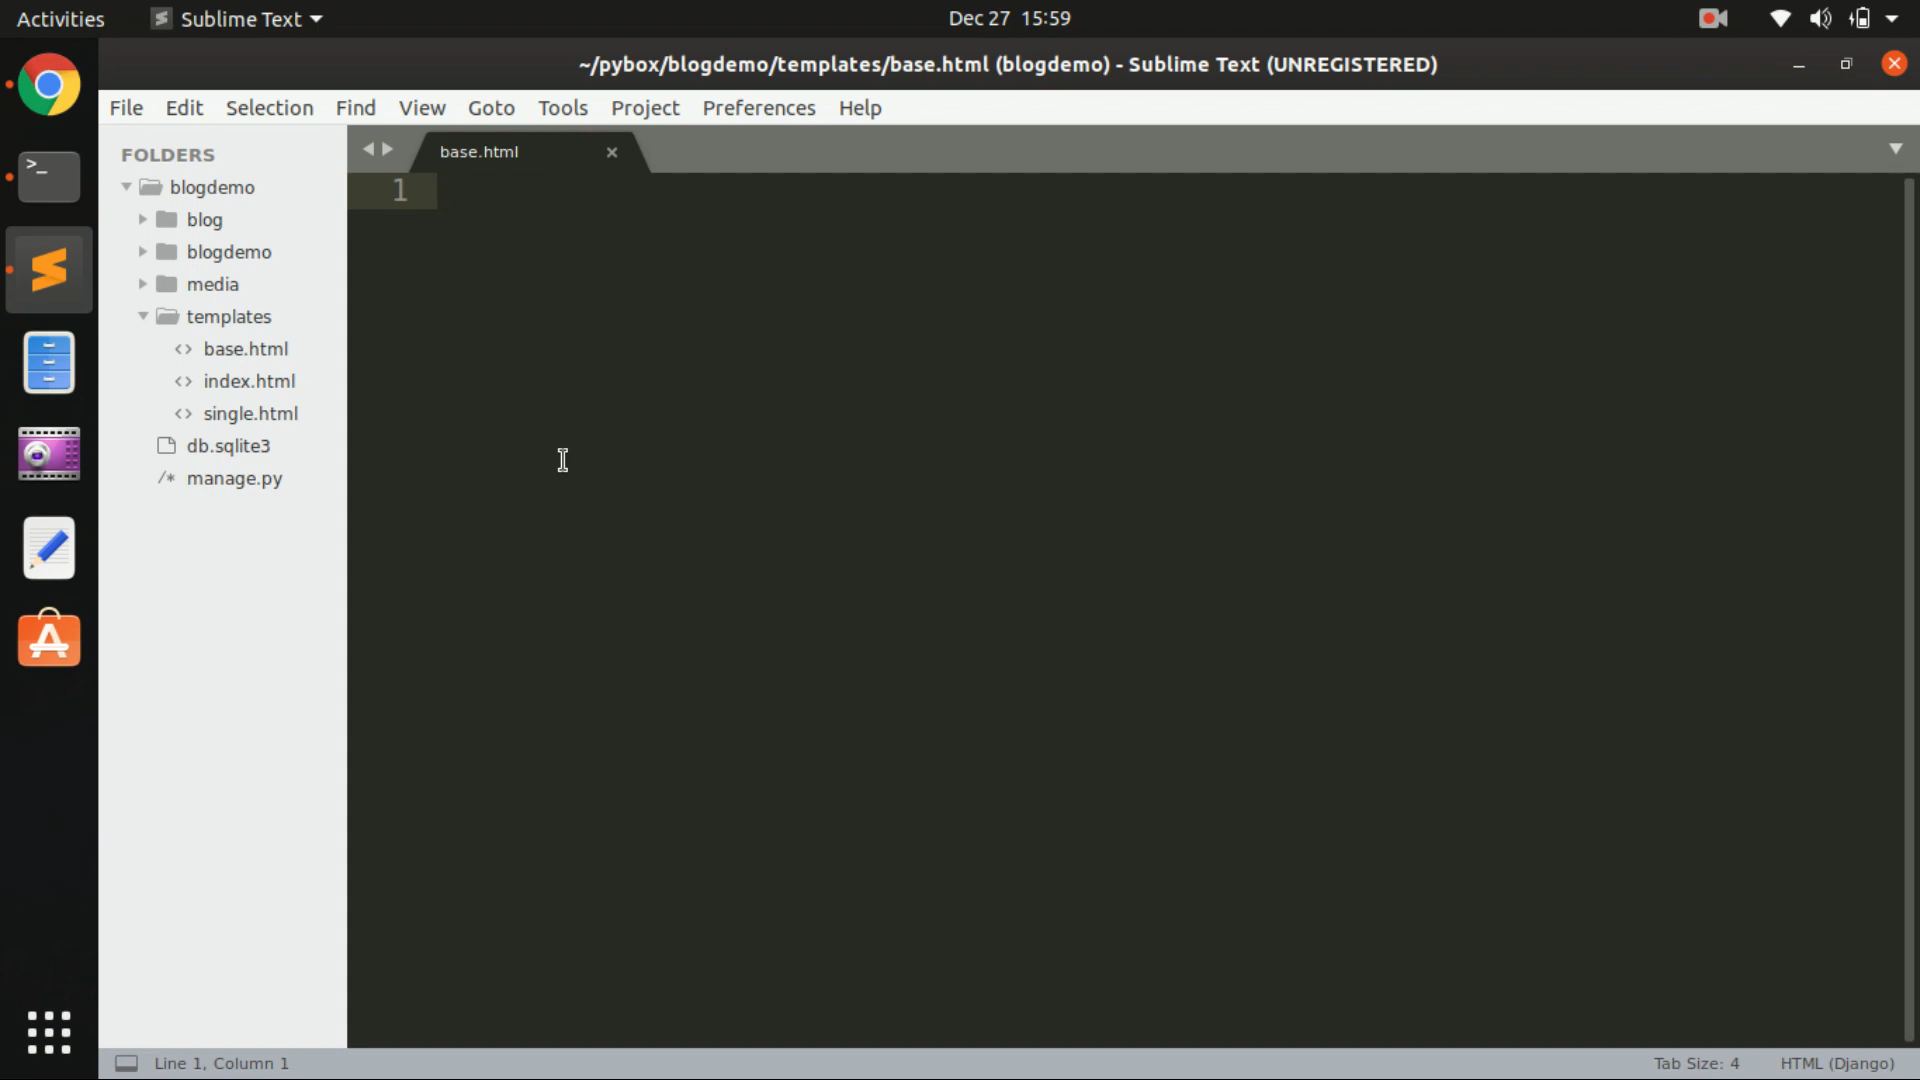 Activities
Sublime Text
Dec 27 15:59
~/pybox/blogdemo/templates/base.html (blogdemo) - Sublime Text (UNREGISTERED)
File Edit Selection Find View Goto Tools Project Preferences Help
FOLDERS
blogdemo
blog
blogdemo
media
templates
<> base.html
<> index.html
<> single.html
db.sqlite3
/* manage.py
base.html
1
Line 1, Column 1
Tab Size: 4
HTML (Django)